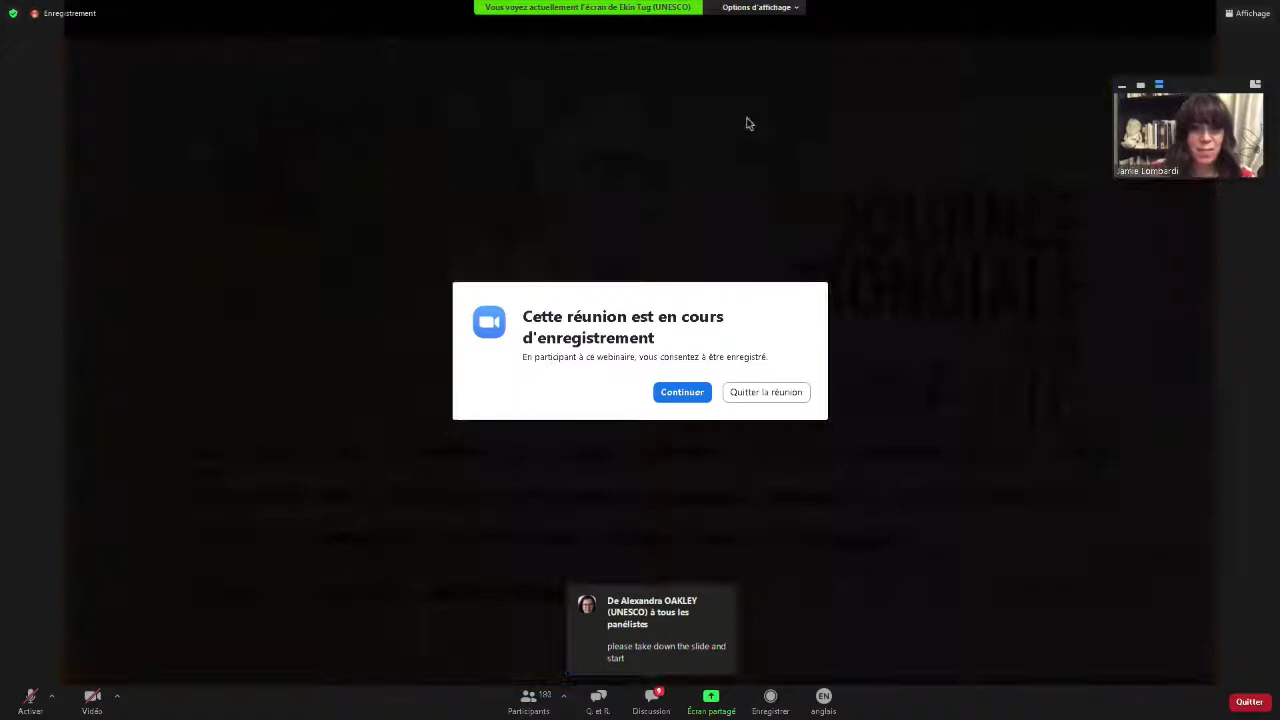 Enregistrement
Vous voyez actuellement l'écran de Ekin Tug (UNESCO)
Options d'affichage
Affichage
Jamie Lombardi
Cette réunion est en cours
d'enregistrement
En participant à ce webinaire, vous consentez à être enregistré.
Continuer
Quitter la réunion
De Alexandra OAKLEY
(UNESCO) à tous les
panélistes
please take down the slide and
start
Activer
Vidéo
Participants
Q. et R.
Discussion
Écran partagé
Enregistrer
EN
anglais
Quitter